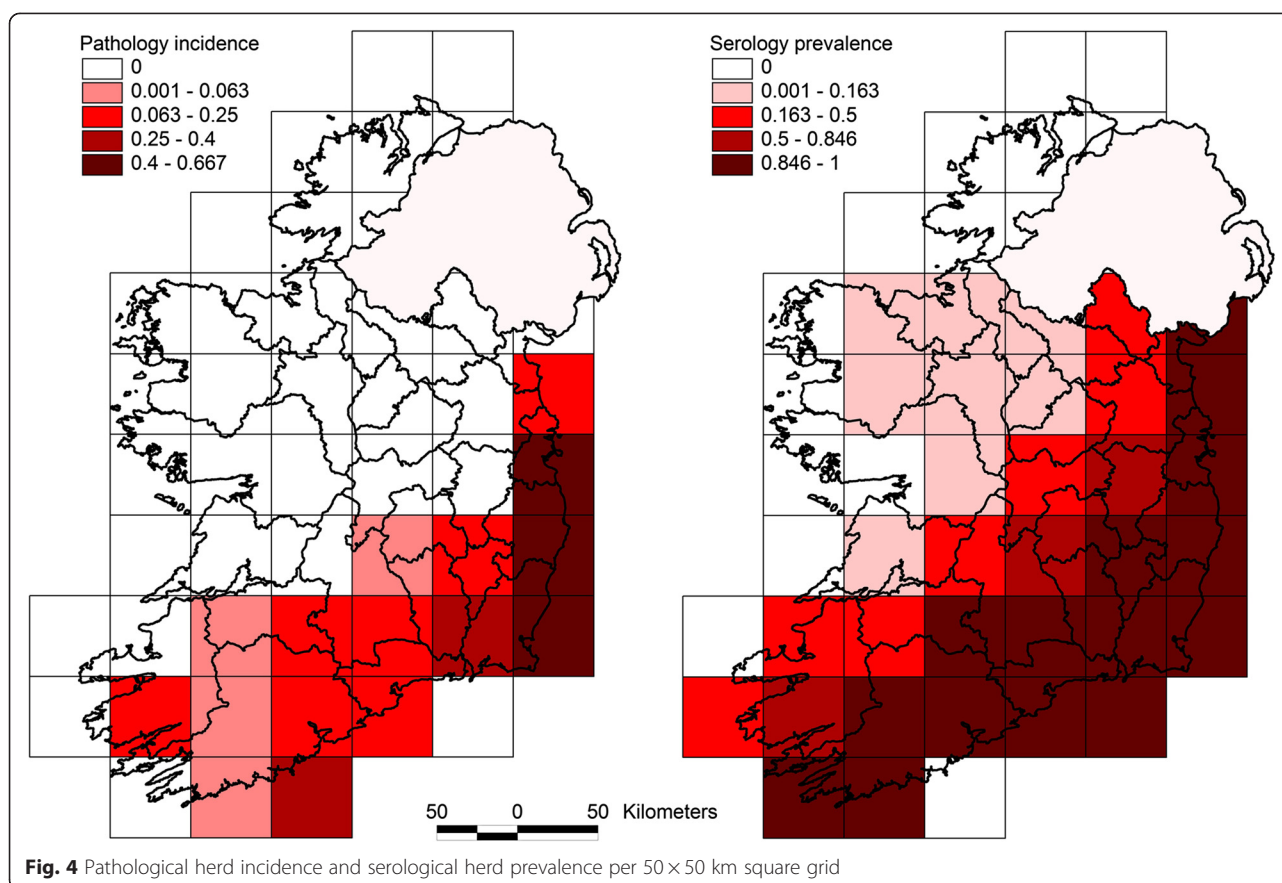 Pathology incidence
0
0.001 - 0.063
0.063 - 0.25
0.25 - 0.4
0.4 - 0.667
Serology prevalence
0
0.001 - 0.163
0.163 - 0.5
0.5 - 0.846
0.846 - 1
50 0 50 Kilometers
Fig. 4 Pathological herd incidence and serological herd prevalence per 50 × 50 km square grid